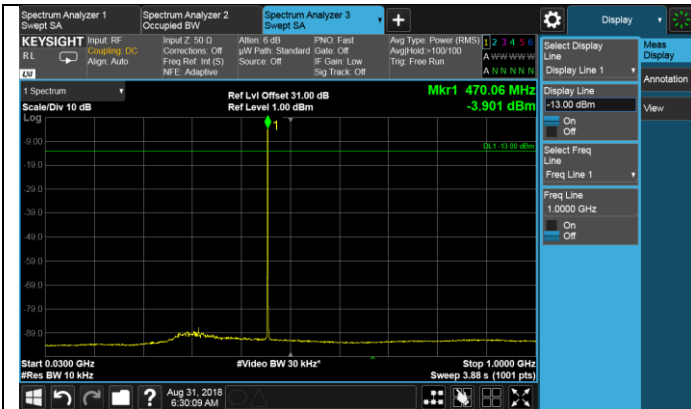 Spectrum Analyzer 1
Swept SA
Spectrum Analyzer 2
Occupied BW
Spectrum Analyzer 3
Swept SA
Display
KEYSIGHT
RL
LXI
Input: RF
Coupling: DC
Align: Auto
Input Z: 50 Ω
Corrections: Off
Freq Ref: Int (S)
NFE: Adaptive
Atten: 6 dB
µW Path: Standard
Source: Off
PNO: Fast
Gate: Off
IF Gain: Low
Sig Track: Off
Avg Type: Power (RMS)
Avg|Hold:>100/100
Trig: Free Run
1 2 3 4 5 6
A W W W W W
A N N N N N
Select Display
Line
Display Line 1
Meas
Display
Annotation
View
Display Line
-13.00 dBm
On
Off
Select Freq
Line
Freq Line 1
Freq Line
1.0000 GHz
On
Off
1 Spectrum
Scale/Div 10 dB
Log
Ref Lvl Offset 31.00 dB
Ref Level 1.00 dBm
Mkr1 470.06 MHz
-3.901 dBm
1
DL1 -13.00 dBm
-9.00
-19.0
-29.0
-39.0
-49.0
-59.0
-69.0
-79.0
-89.0
Start 0.0300 GHz
#Res BW 10 kHz
#Video BW 30 kHz*
Stop 1.0000 GHz
Sweep 3.88 s (1001 pts)
?
Aug 31, 2018
6:30:09 AM